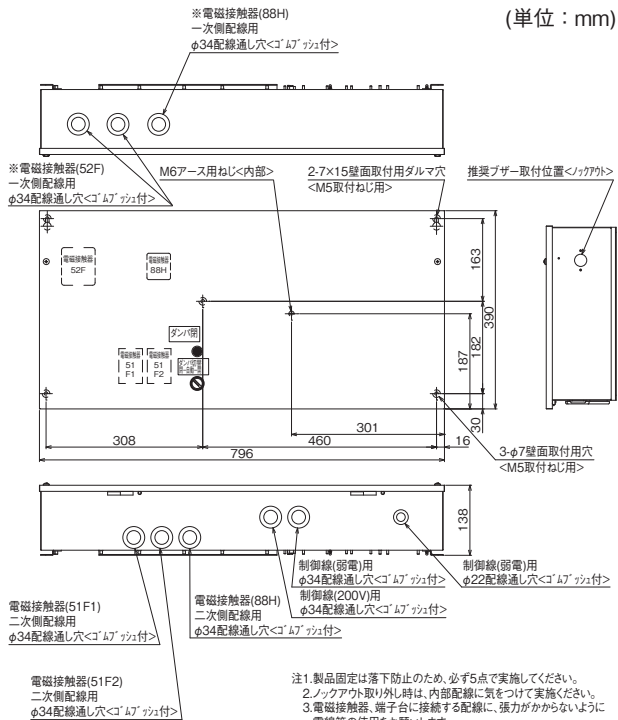 (単位：mm)
※電磁接触器(88H)
一次側配線用
φ34配線通し穴<ゴムブッシュ付>
※電磁接触器(52F)
一次側配線用
φ34配線通し穴<ゴムブッシュ付>
M6アース用ねじ<内部>
2-7×15壁面取付用ダルマ穴
<M5取付ねじ用>
推奨ブザー取付位置<ノックアウト>
電磁接触器
52F
電磁接触器
88H
163
390
182
187
30
ダンパ閉
電磁接触器
51
F1
電磁接触器
51
F2
301
308
460
16
796
3-φ7壁面取付用穴
<M5取付ねじ用>
138
制御線(弱電)用
φ34配線通し穴<ゴムブッシュ付>
制御線(200V)用
φ34配線通し穴<ゴムブッシュ付>
制御線(弱電)用
φ22配線通し穴<ゴムブッシュ付>
電磁接触器(88H)
二次側配線用
φ34配線通し穴<ゴムブッシュ付>
電磁接触器(51F1)
二次側配線用
φ34配線通し穴<ゴムブッシュ付>
電磁接触器(51F2)
二次側配線用
φ34配線通し穴<ゴムブッシュ付>
注1.製品固定は落下防止のため、必ず5点で実施してください。
2.ノックアウト取り外し時は、内部配線に気をつけて実施ください。
3.電磁接触器、端子台に接続する配線に、張力がかからないように